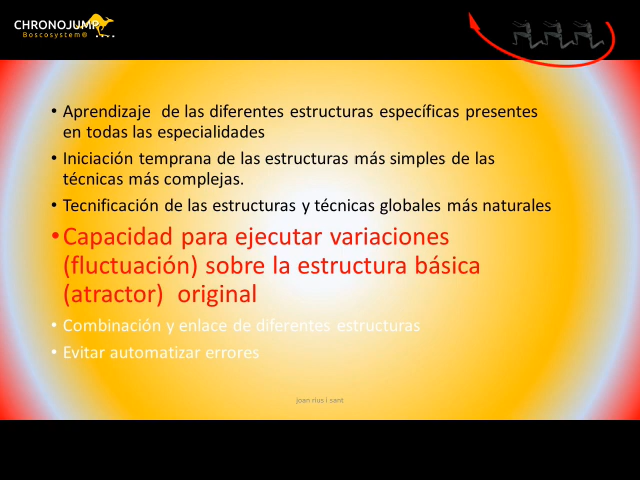 CHRONOJUMP
Boscosystem®
• Aprendizaje de las diferentes estructuras específicas presentes
en todas las especialidades
• Iniciación temprana de las estructuras más simples de las
técnicas más complejas.
• Tecnificación de las estructuras y técnicas globales más naturales
• Capacidad para ejecutar variaciones
(fluctuación) sobre la estructura básica
(atractor) original
• Combinación y enlace de diferentes estructuras
• Evitar automatizar errores
joan rius i sant